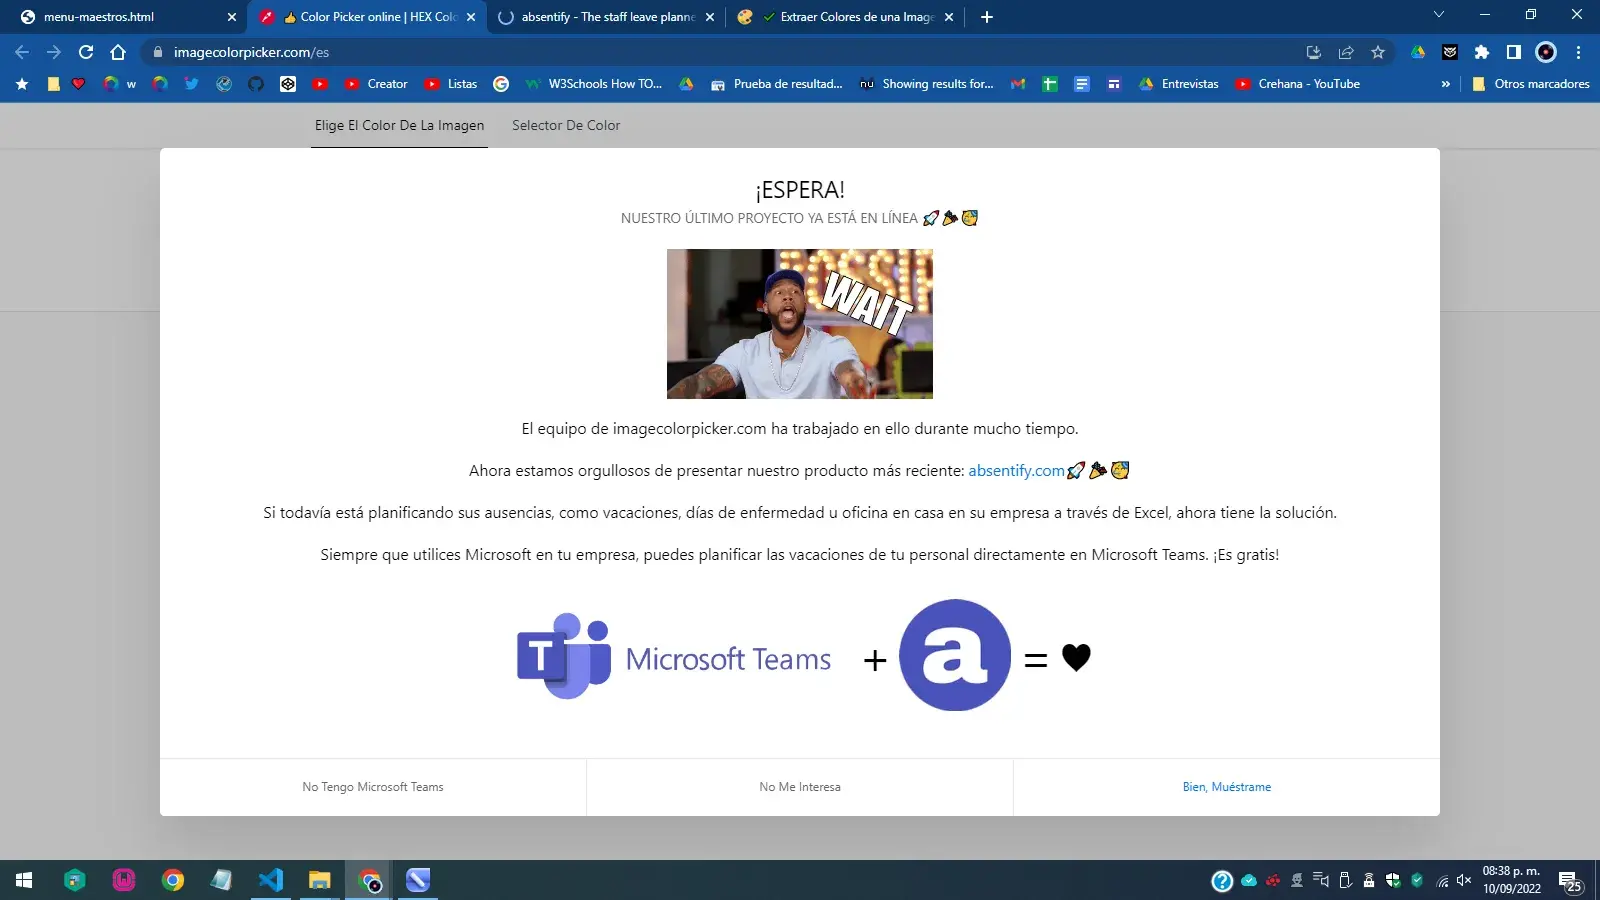 menu-maestros.html
Color Picker online | HEX Colo
absentify - The staff leave planne
Extraer Colores de una Image
imagecolorpicker.com/es
w
Creator
Listas
W3Schools How TO...
Prueba de resultad...
nu
Showing results for...
Entrevistas
Crehana - YouTube
»
Otros marcadores
Elige El Color De La Imagen
Selector De Color
¡ESPERA!
NUESTRO ÚLTIMO PROYECTO YA ESTÁ EN LÍNEA 🚀🎉🥳
WAIT
El equipo de imagecolorpicker.com ha trabajado en ello durante mucho tiempo.
Ahora estamos orgullosos de presentar nuestro producto más reciente: absentify.com🚀🎉🥳
Si todavía está planificando sus ausencias, como vacaciones, días de enfermedad u oficina en casa en su empresa a través de Excel, ahora tiene la solución.
Siempre que utilices Microsoft en tu empresa, puedes planificar las vacaciones de tu personal directamente en Microsoft Teams. ¡Es gratis!
T Microsoft Teams + a = ♥
No Tengo Microsoft Teams
No Me Interesa
Bien, Muéstrame
08:38 p. m.
10/09/2022
25